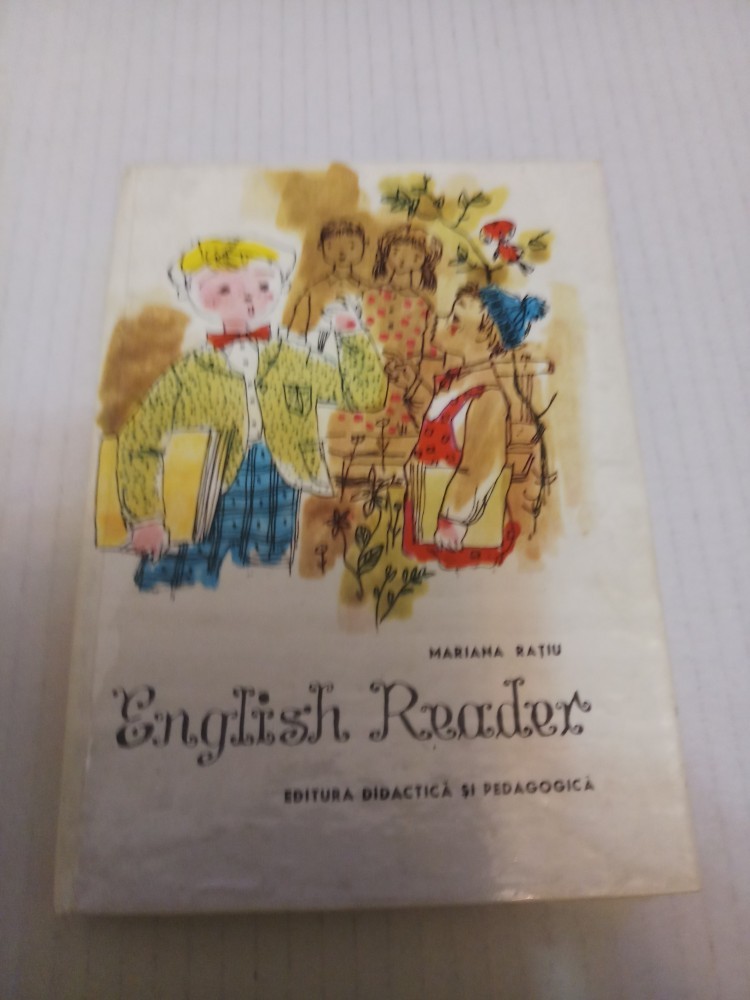 MARIANA RAȚIU
English Reader
EDITURA DIDACTICĂ ȘI PEDAGOGICĂ